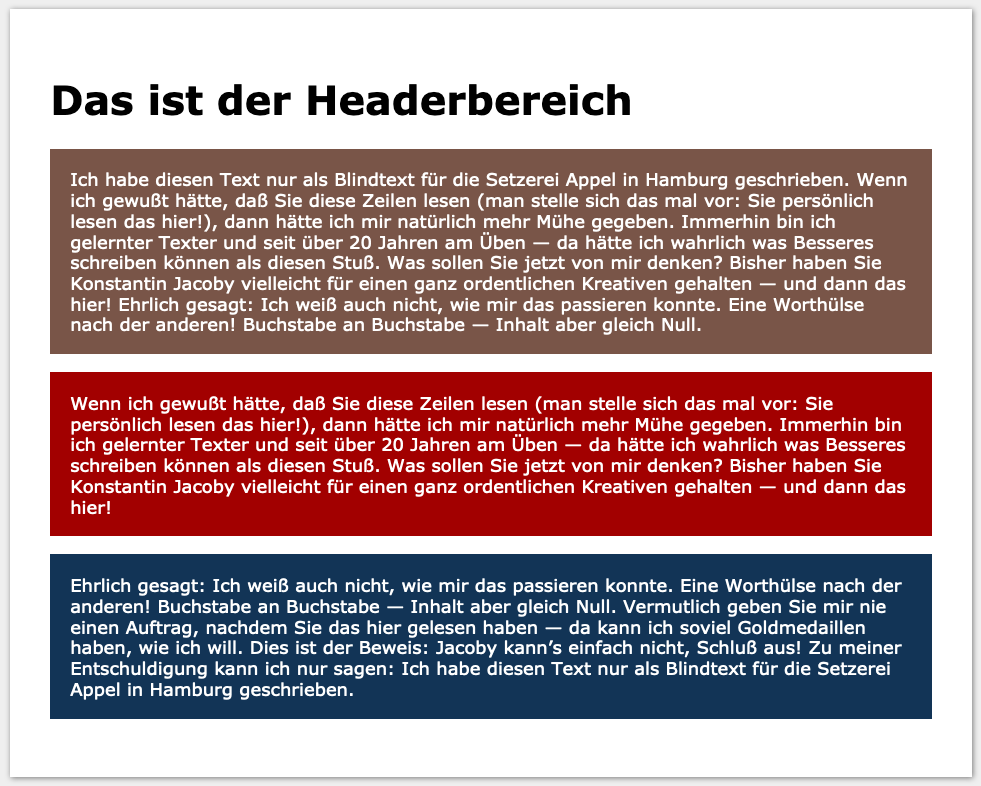 Das ist der Headerbereich
Ich habe diesen Text nur als Blindtext für die Setzerei Appel in Hamburg geschrieben. Wenn
ich gewußt hätte, daß Sie diese Zeilen lesen (man stelle sich das mal vor: Sie persönlich
lesen das hier!), dann hätte ich mir natürlich mehr Mühe gegeben. Immerhin bin ich
gelernter Texter und seit über 20 Jahren am Üben — da hätte ich wahrlich was Besseres
schreiben können als diesen Stuß. Was sollen Sie jetzt von mir denken? Bisher haben Sie
Konstantin Jacoby vielleicht für einen ganz ordentlichen Kreativen gehalten — und dann das
hier! Ehrlich gesagt: Ich weiß auch nicht, wie mir das passieren konnte. Eine Worthülse
nach der anderen! Buchstabe an Buchstabe — Inhalt aber gleich Null.
Wenn ich gewußt hätte, daß Sie diese Zeilen lesen (man stelle sich das mal vor: Sie
persönlich lesen das hier!), dann hätte ich mir natürlich mehr Mühe gegeben. Immerhin bin
ich gelernter Texter und seit über 20 Jahren am Üben — da hätte ich wahrlich was Besseres
schreiben können als diesen Stuß. Was sollen Sie jetzt von mir denken? Bisher haben Sie
Konstantin Jacoby vielleicht für einen ganz ordentlichen Kreativen gehalten — und dann das
hier!
Ehrlich gesagt: Ich weiß auch nicht, wie mir das passieren konnte. Eine Worthülse nach der
anderen! Buchstabe an Buchstabe — Inhalt aber gleich Null. Vermutlich geben Sie mir nie
einen Auftrag, nachdem Sie das hier gelesen haben — da kann ich soviel Goldmedaillen
haben, wie ich will. Dies ist der Beweis: Jacoby kann’s einfach nicht, Schluß aus! Zu meiner
Entschuldigung kann ich nur sagen: Ich habe diesen Text nur als Blindtext für die Setzerei
Appel in Hamburg geschrieben.